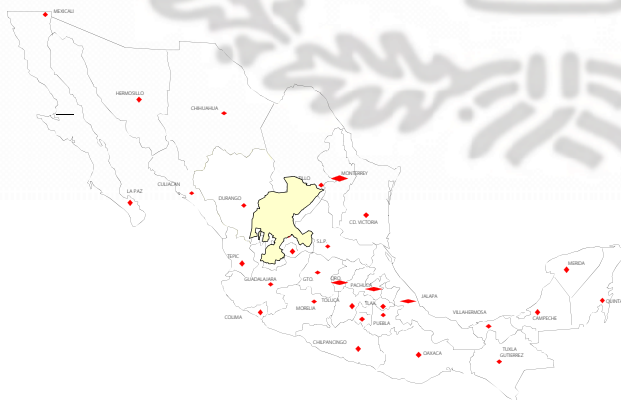 MEXICALI
HERMOSILLO
CHIHUAHUA
LA PAZ
CULIACAN
DURANGO
MONTERREY
CD. VICTORIA
S.L.P.
TEPIC
GUADALAJARA
GTO.
QRO.
PACHUCA
COLIMA
MORELIA
TOLUCA
TLAX.
PUEBLA
JALAPA
CHILPANCINGO
OAXACA
VILLAHERMOSA
TUXLA
GUTIERREZ
CAMPECHE
MERIDA